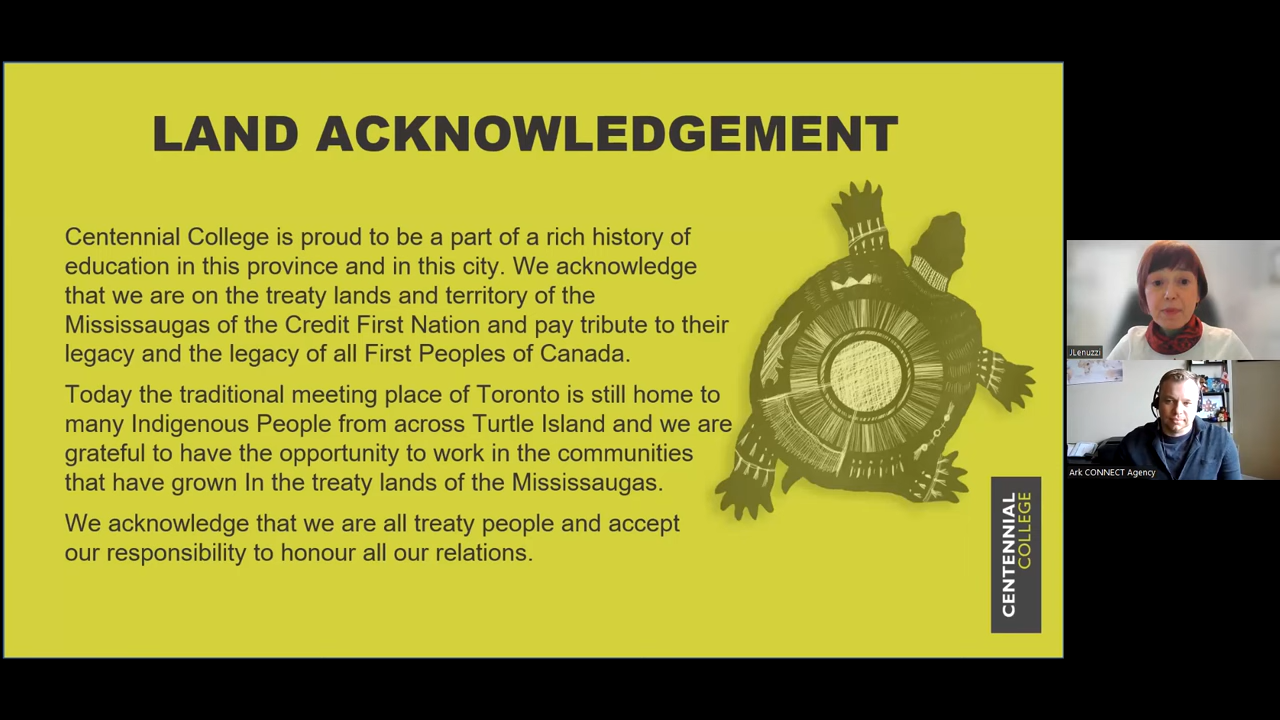 LAND ACKNOWLEDGEMENT
Centennial College is proud to be a part of a rich history of
education in this province and in this city. We acknowledge
that we are on the treaty lands and territory of the
Mississaugas of the Credit First Nation and pay tribute to their
legacy and the legacy of all First Peoples of Canada.
Today the traditional meeting place of Toronto is still home to
many Indigenous People from across Turtle Island and we are
grateful to have the opportunity to work in the communities
that have grown In the treaty lands of the Mississaugas.
We acknowledge that we are all treaty people and accept
our responsibility to honour all our relations.
CENTENNIAL
COLLEGE
JLenuzzi
Ark CONNECT Agency